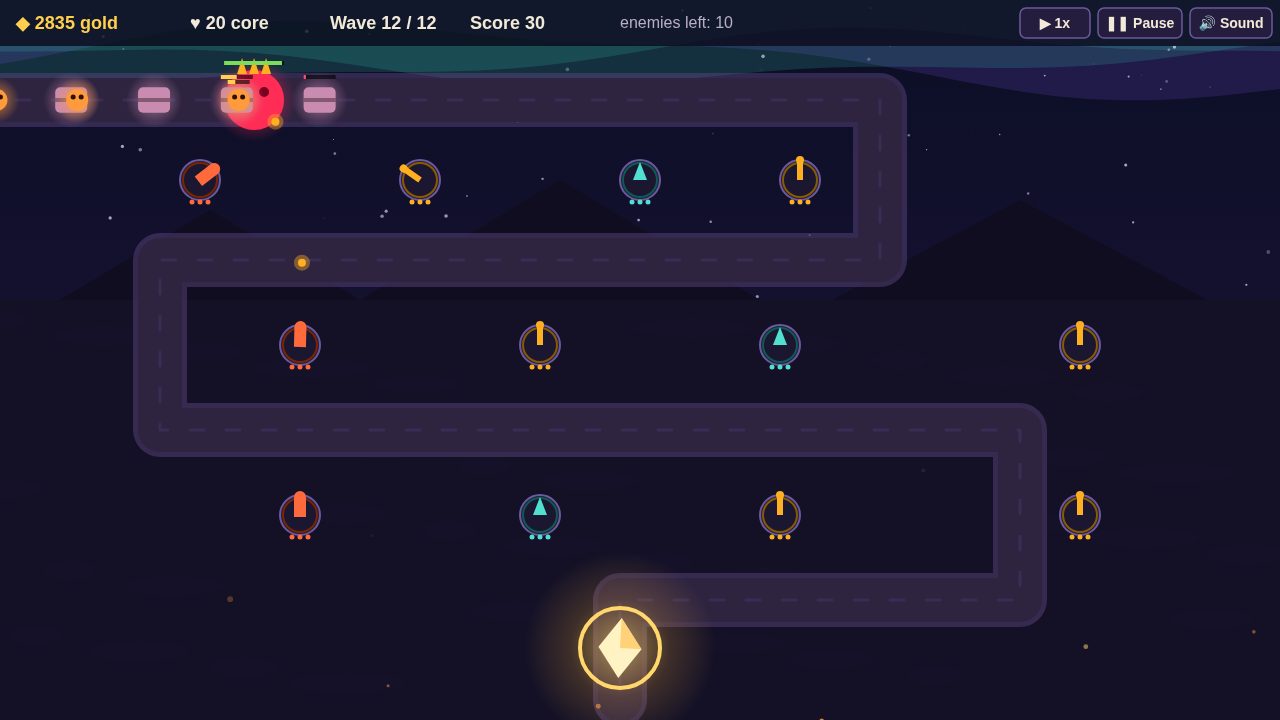 ◆ 2835 gold
♥ 20 core
Wave 12 / 12
Score 30
enemies left: 10
▶ 1x
❚❚ Pause
🔊 Sound